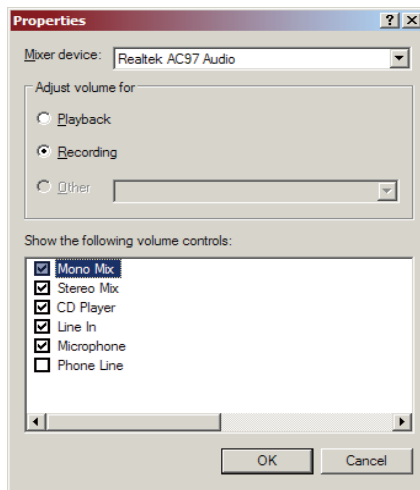 Properties
Mixer device: Realtek AC97 Audio
Adjust volume for
Playback
Recording
Other
Show the following volume controls:
Mono Mix
Stereo Mix
CD Player
Line In
Microphone
Phone Line
OK Cancel